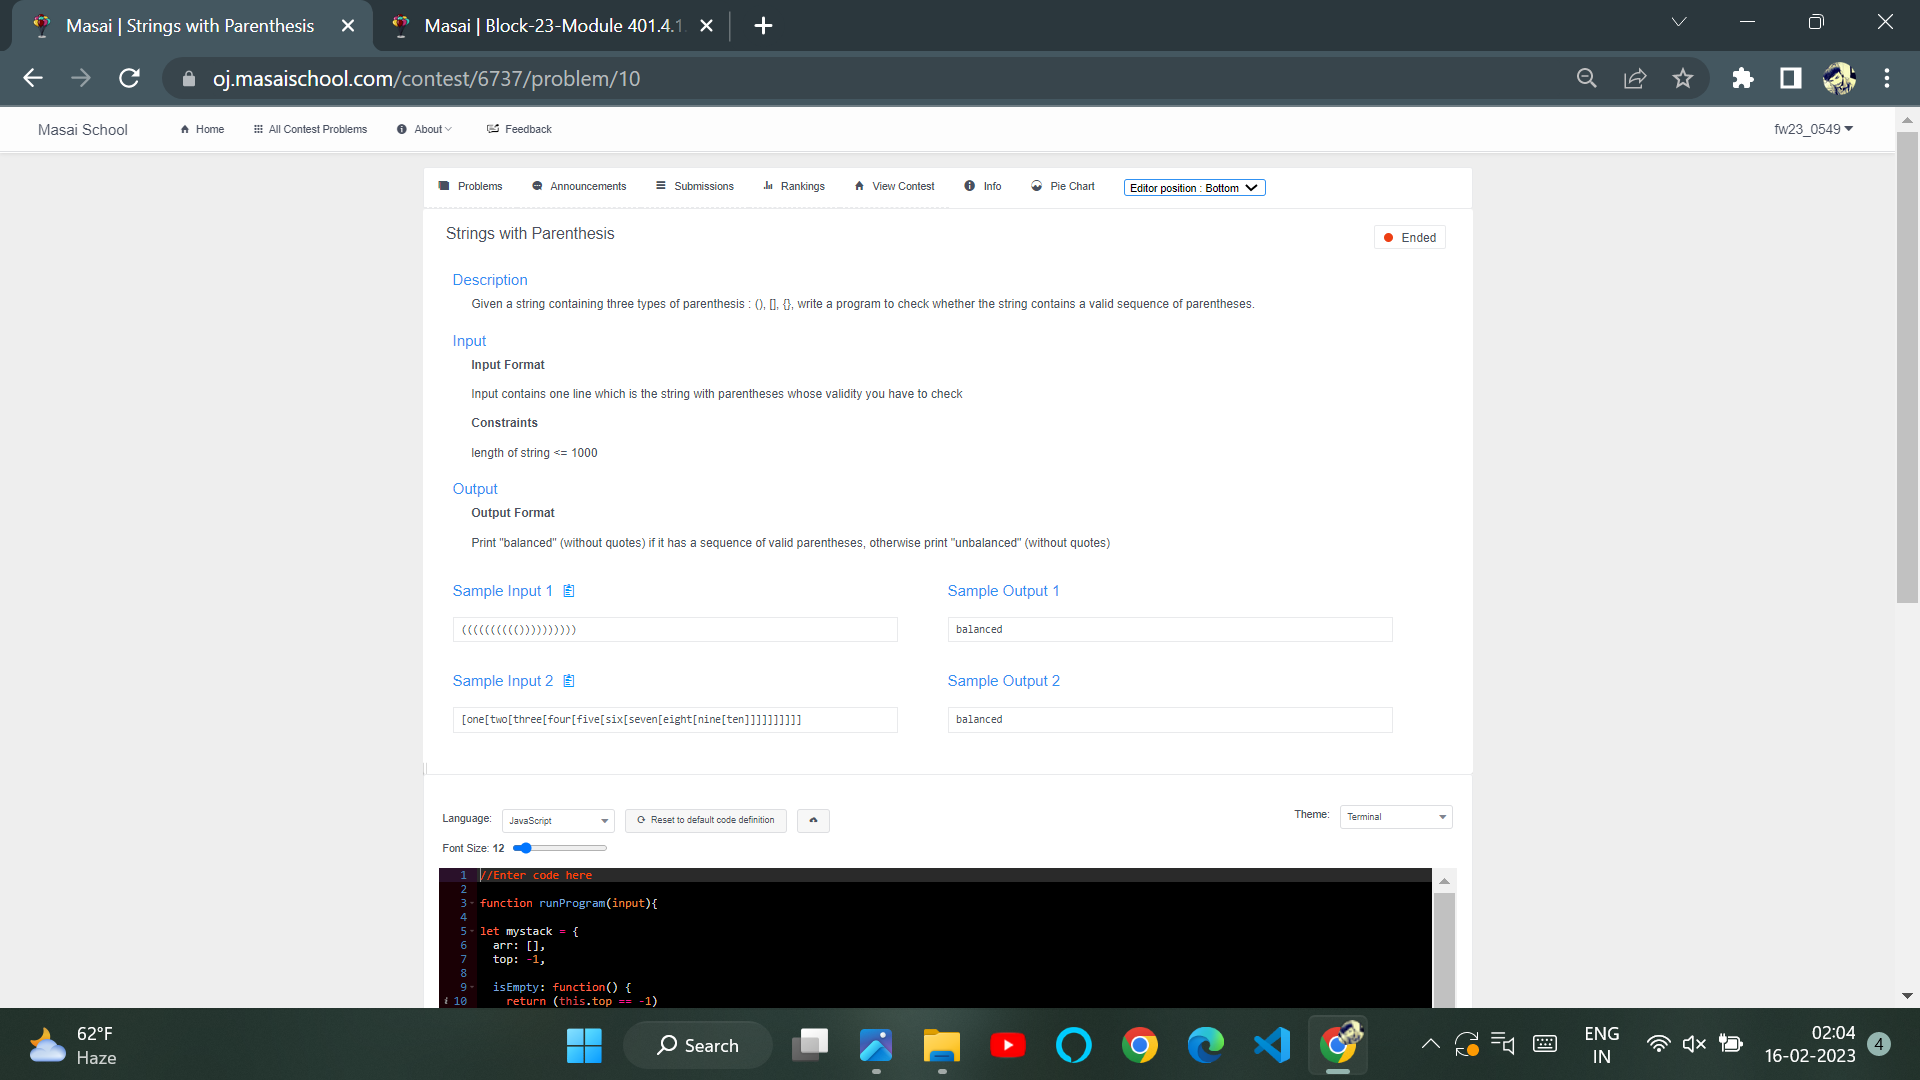 Masai | Strings with Parenthesis
Masai | Block-23-Module 401.4.1
oj.masaischool.com/contest/6737/problem/10
Masai School
Home
All Contest Problems
About
Feedback
fw23_0549
Problems
Announcements
Submissions
Rankings
View Contest
Info
Pie Chart
Editor position : Bottom
Strings with Parenthesis
Ended
Description
Given a string containing three types of parenthesis : (), [], {}, write a program to check whether the string contains a valid sequence of parentheses.
Input
Input Format
Input contains one line which is the string with parentheses whose validity you have to check
Constraints
length of string <= 1000
Output
Output Format
Print "balanced" (without quotes) if it has a sequence of valid parentheses, otherwise print "unbalanced" (without quotes)
Sample Input 1
Sample Output 1
(((((((((())))))))))
balanced
Sample Input 2
Sample Output 2
[one[two[three[four[five[six[seven[eight[nine[ten]]]]]]]]]]
balanced
Language:
JavaScript
Reset to default code definition
Theme:
Terminal
Font Size: 12
1 //Enter code here
2
3 function runProgram(input){
4
5 let mystack = {
6 arr: [],
7 top: -1,
8
9 isEmpty: function() {
10 return (this.top == -1)
62°F
Haze
Search
ENG
IN
02:04
16-02-2023
4